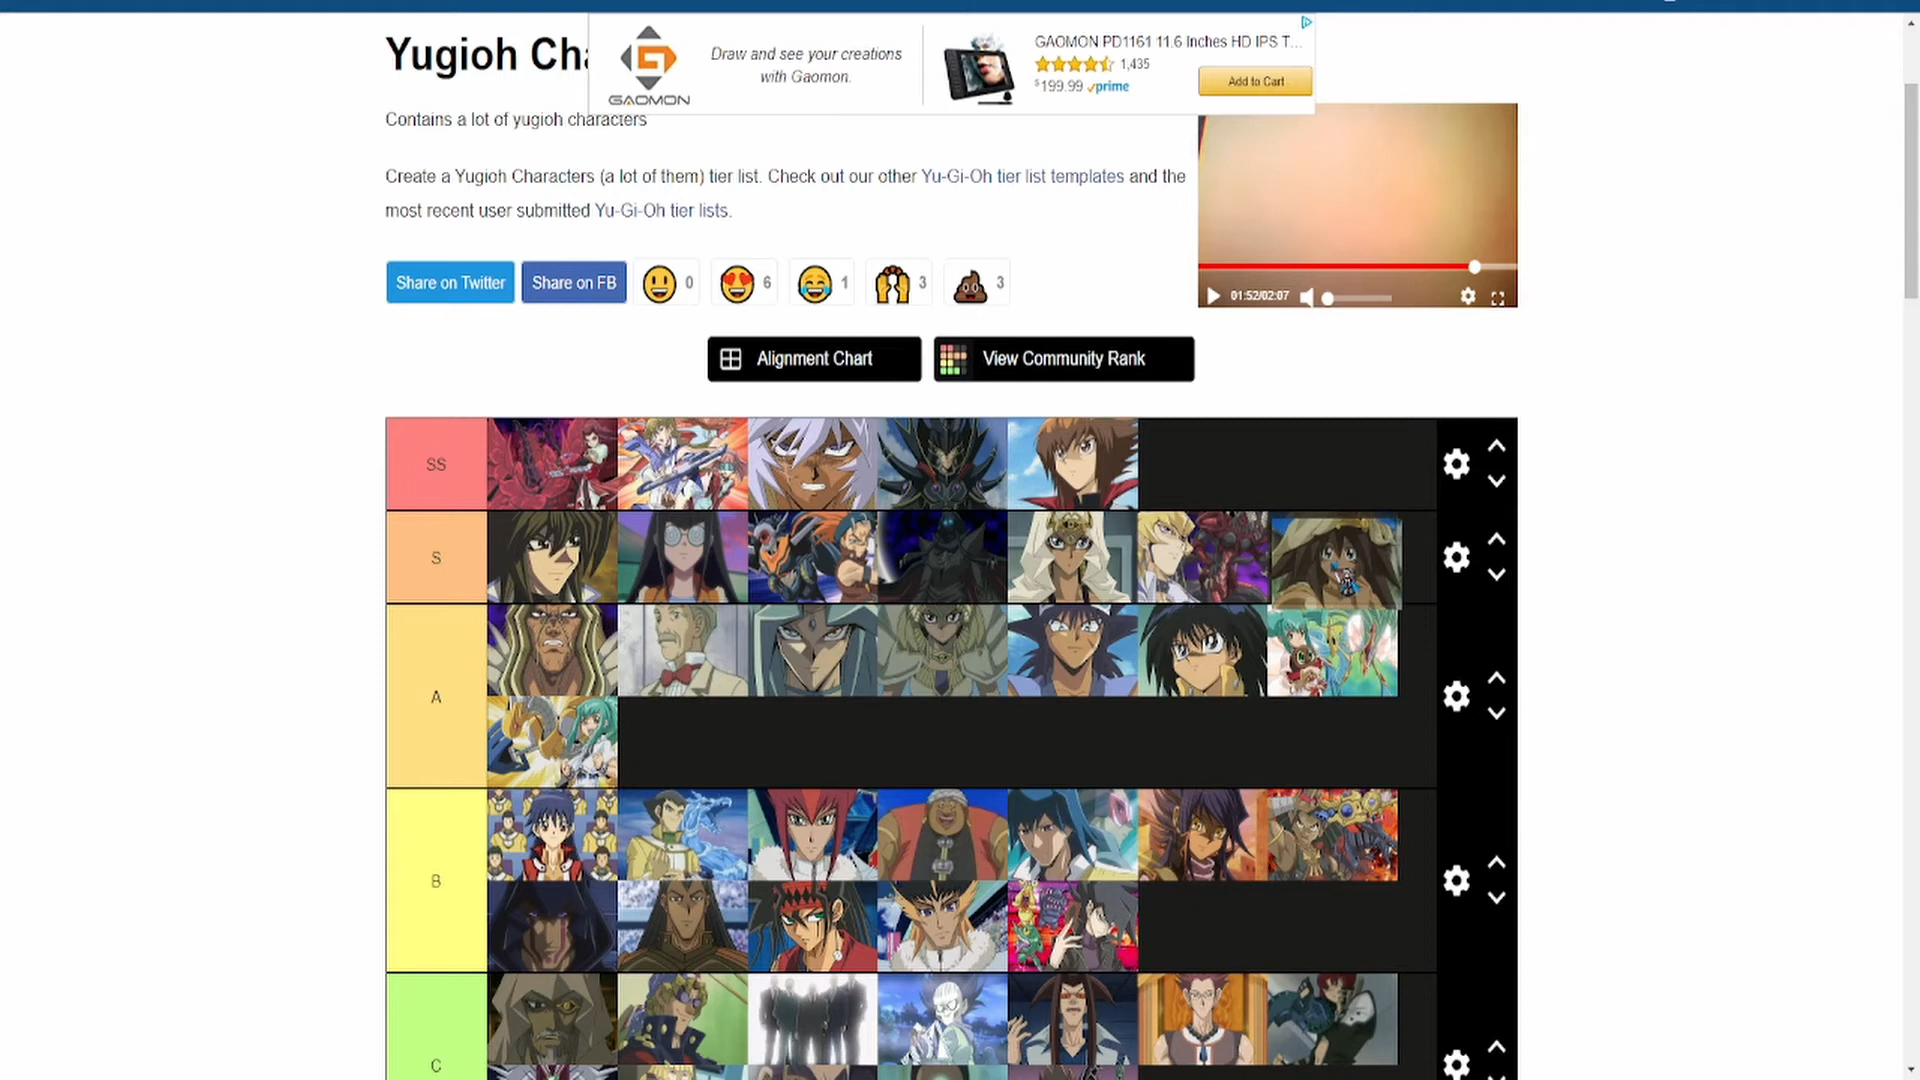 Yugioh Cha
Draw and see your creations
with Gaomon.
GAOMON
GAOMON PD1161 11.6 Inches HD IPS T...
1,435
$199.99 prime
Add to Cart
Contains a lot of yugioh characters
Create a Yugioh Characters (a lot of them) tier list. Check out our other Yu-Gi-Oh tier list templates and the
most recent user submitted Yu-Gi-Oh tier lists.
Share on Twitter
Share on FB
0
6
1
3
3
01:52/02:07
Alignment Chart
View Community Rank
SS
S
A
B
C